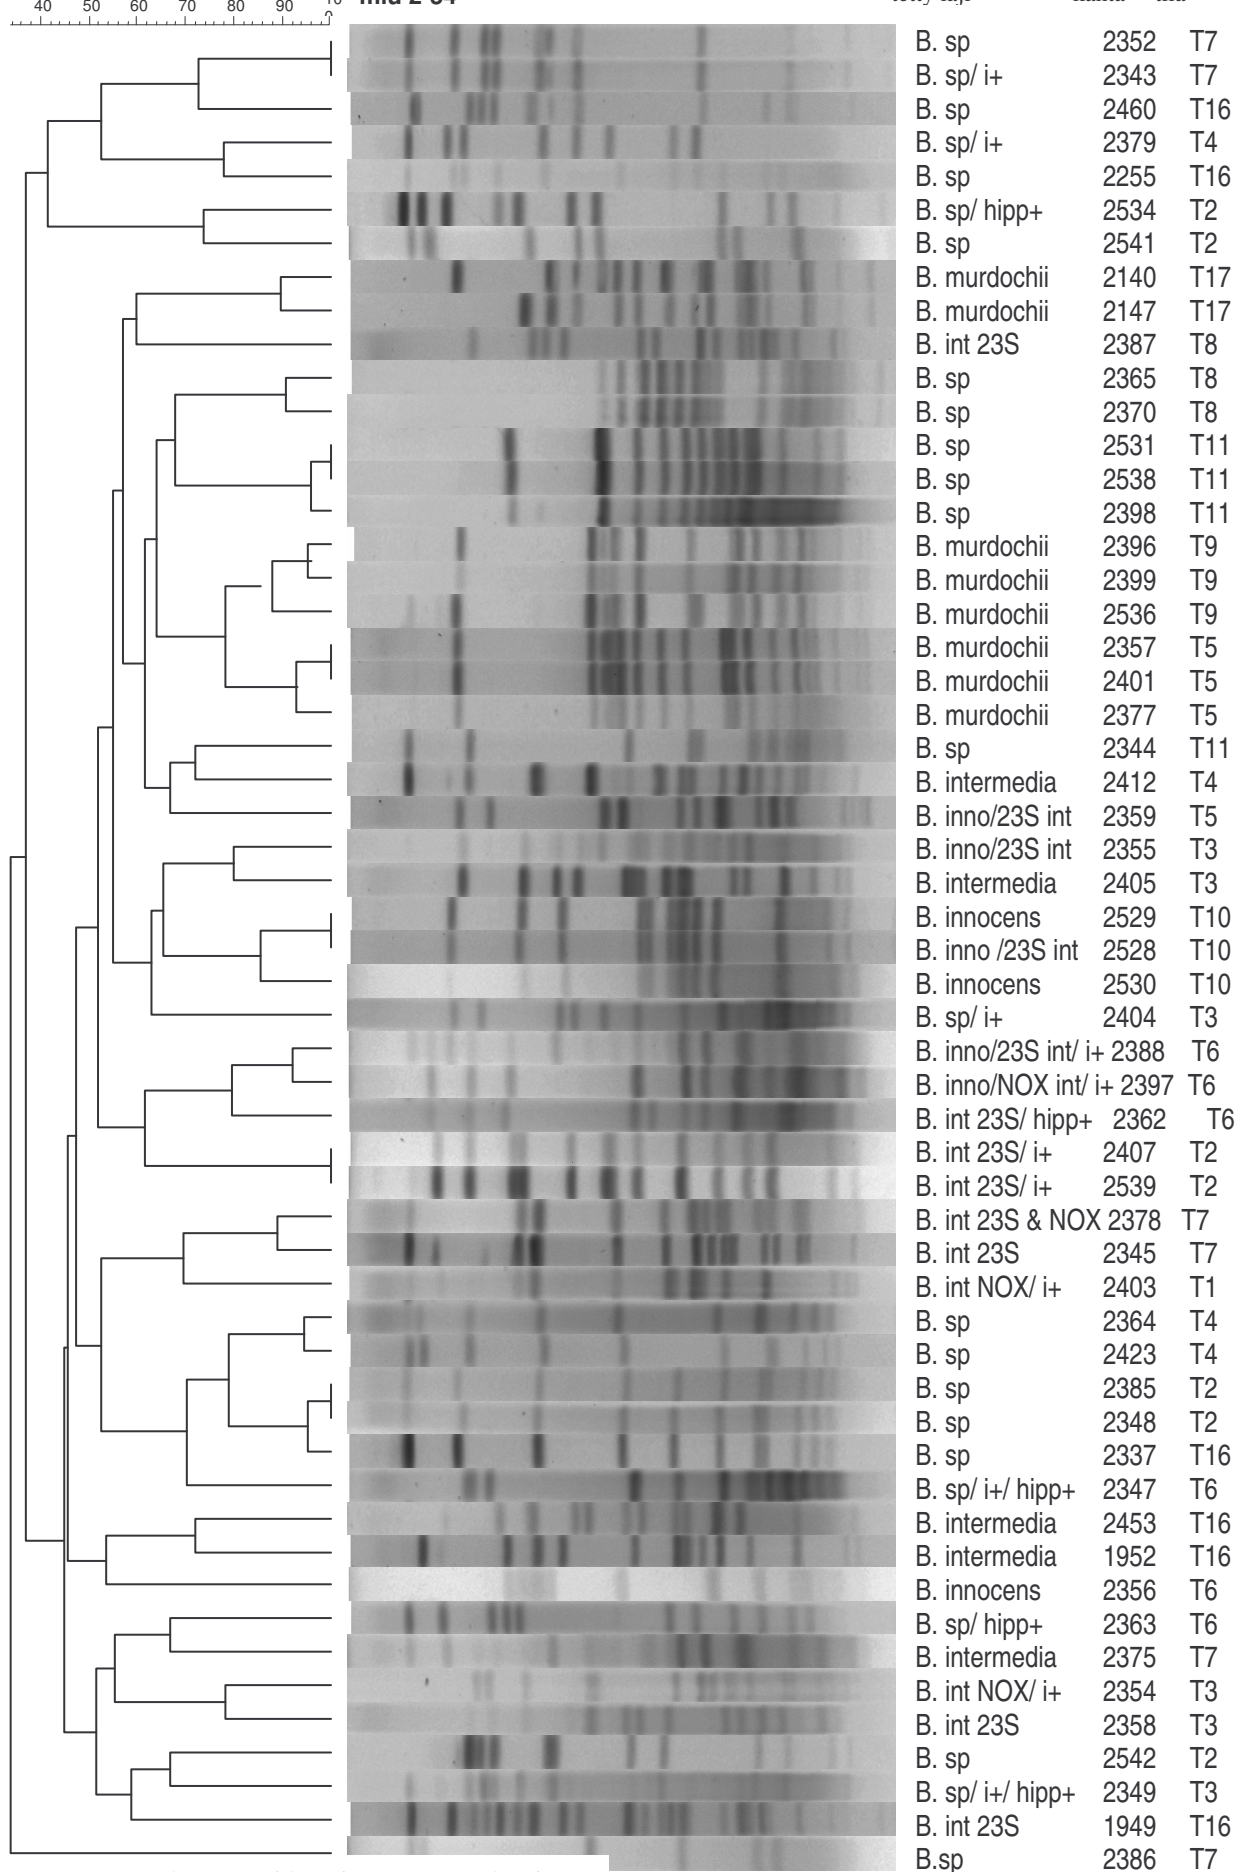 40 50 60 70 80 90
B. sp 2352 T7
B. sp/ i+ 2343 T7
B. sp 2460 T16
B. sp/ i+ 2379 T4
B. sp 2255 T16
B. sp/ hipp+ 2534 T2
B. sp 2541 T2
B. murdochii 2140 T17
B. murdochii 2147 T17
B. int 23S 2387 T8
B. sp 2365 T8
B. sp 2370 T8
B. sp 2531 T11
B. sp 2538 T11
B. sp 2398 T11
B. murdochii 2396 T9
B. murdochii 2399 T9
B. murdochii 2536 T9
B. murdochii 2357 T5
B. murdochii 2401 T5
B. murdochii 2377 T5
B. sp 2344 T11
B. intermedia 2412 T4
B. inno/23S int 2359 T5
B. inno/23S int 2355 T3
B. intermedia 2405 T3
B. innocens 2529 T10
B. inno /23S int 2528 T10
B. innocens 2530 T10
B. sp/ i+ 2404 T3
B. inno/23S int/ i+ 2388 T6
B. inno/NOX int/ i+ 2397 T6
B. int 23S/ hipp+ 2362 T6
B. int 23S/ i+ 2407 T2
B. int 23S/ i+ 2539 T2
B. int 23S & NOX 2378 T7
B. int 23S 2345 T7
B. int NOX/ i+ 2403 T1
B. sp 2364 T4
B. sp 2423 T4
B. sp 2385 T2
B. sp 2348 T2
B. sp 2337 T16
B. sp/ i+/ hipp+ 2347 T6
B. intermedia 2453 T16
B. intermedia 1952 T16
B. innocens 2356 T6
B. sp/ hipp+ 2363 T6
B. intermedia 2375 T7
B. int NOX/ i+ 2354 T3
B. int 23S 2358 T3
B. sp 2542 T2
B. sp/ i+/ hipp+ 2349 T3
B. int 23S 1949 T16
B.sp 2386 T7